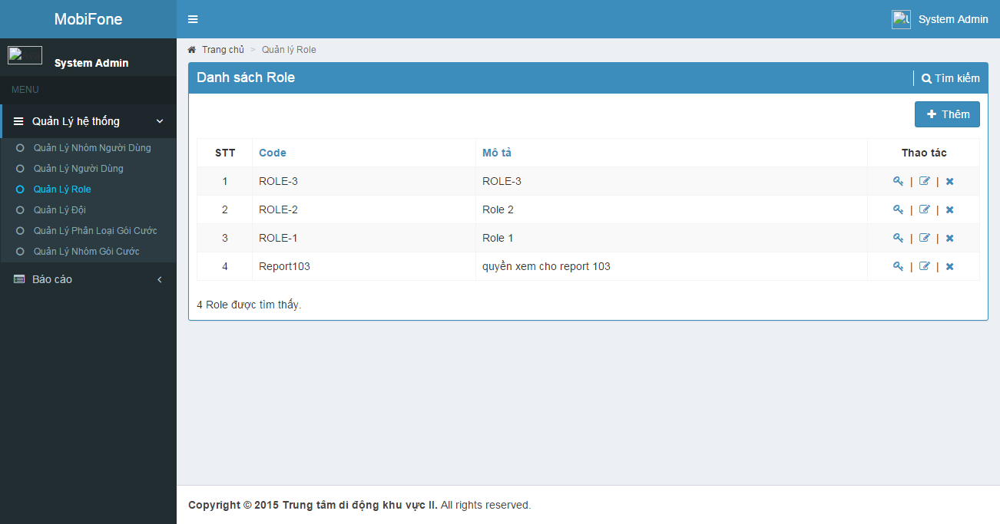 MobiFone
System Admin
System Admin
MENU
Quản Lý hệ thống
Quản Lý Nhóm Người Dùng
Quản Lý Người Dùng
Quản Lý Role
Quản Lý Đội
Quản Lý Phân Loại Gói Cước
Quản Lý Nhóm Gói Cước
Báo cáo
Trang chủ > Quản lý Role
Danh sách Role
Tìm kiếm
Thêm
STT Code Mô tả Thao tác
1 ROLE-3 ROLE-3 | |
2 ROLE-2 Role 2 | |
3 ROLE-1 Role 1 | |
4 Report103 quyền xem cho report 103 | |
4 Role được tìm thấy.
Copyright © 2015 Trung tâm di động khu vực II. All rights reserved.